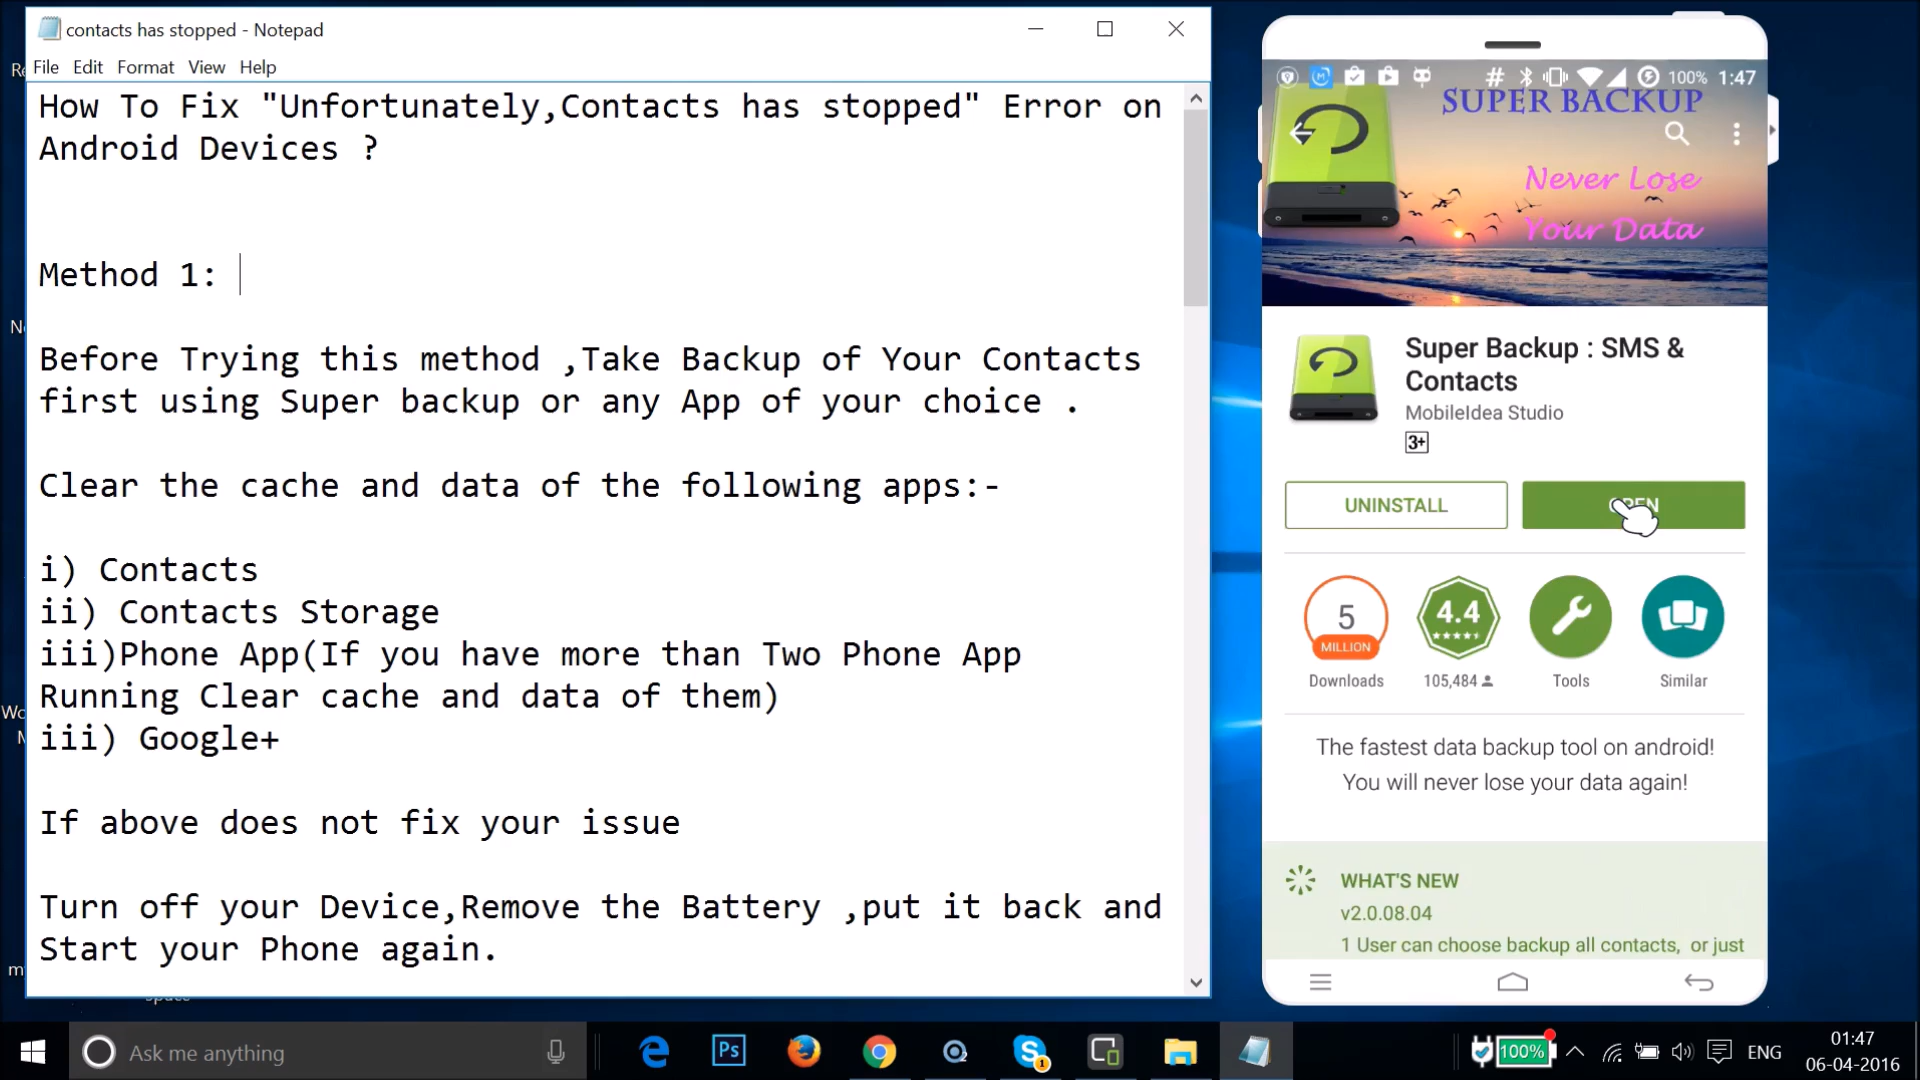 contacts has stopped - Notepad
File Edit Format View Help
How To Fix "Unfortunately,Contacts has stopped" Error on
Android Devices ?
Method 1:
Before Trying this method ,Take Backup of Your Contacts
first using Super backup or any App of your choice .
Clear the cache and data of the following apps:-
i) Contacts
ii) Contacts Storage
iii)Phone App(If you have more than Two Phone App
Running Clear cache and data of them)
iii) Google+
If above does not fix your issue
Turn off your Device,Remove the Battery ,put it back and
Start your Phone again.
100% 1:47
SUPER BACKUP
Never Lose
Your Data
Super Backup : SMS &
Contacts
MobileIdea Studio
3+
UNINSTALL OPEN
5 4.4
MILLION
Downloads 105,484 Tools Similar
The fastest data backup tool on android!
You will never lose your data again!
WHAT'S NEW
v2.0.08.04
1 User can choose backup all contacts, or just
Ask me anything
Ps
1
100%
ENG
01:47
06-04-2016